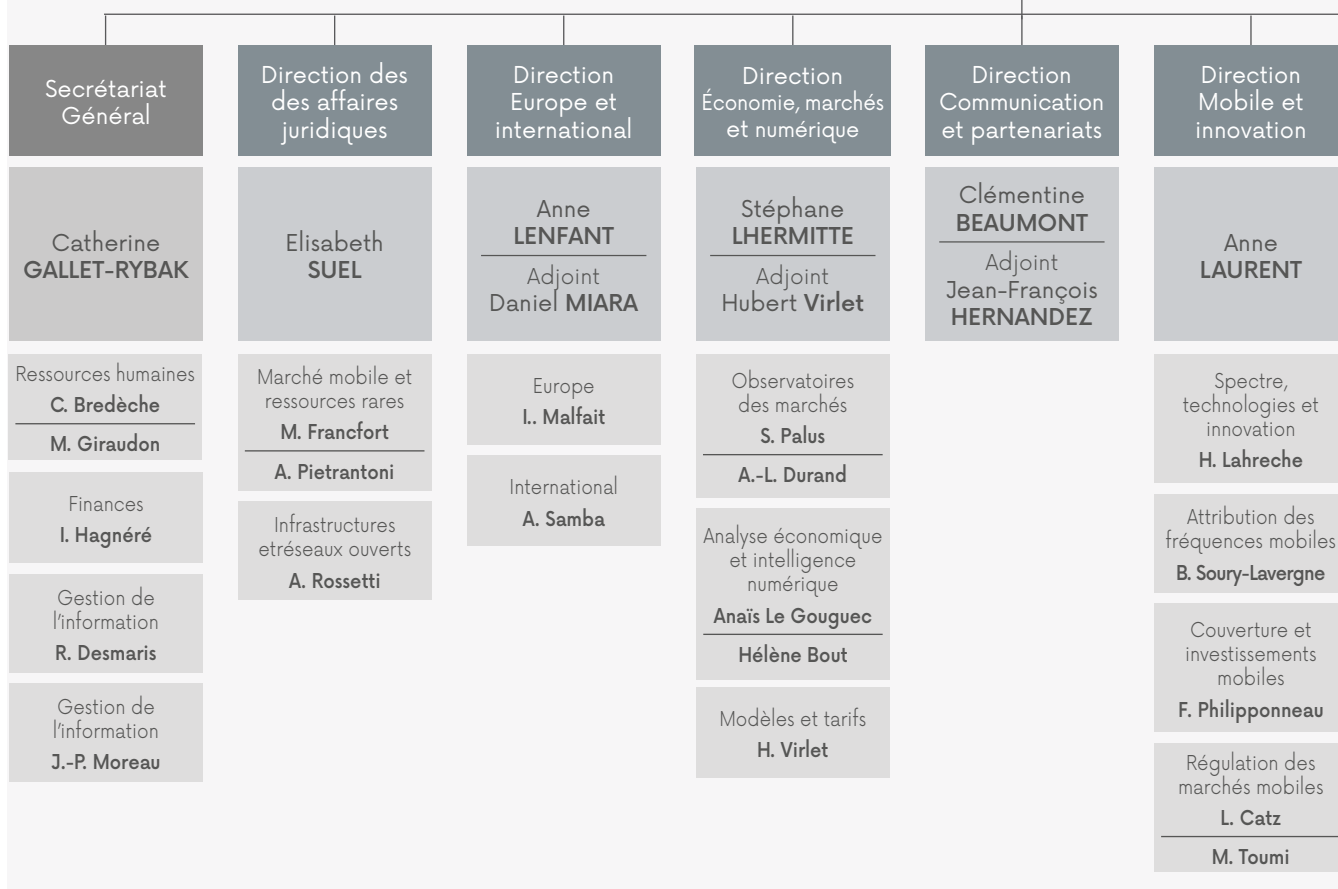 Secrétariat
Général
Catherine
GALLET-RYBAK
Ressources humaines
C. Bredèche
M. Giraudon
Finances
I. Hagnéré
Gestion de
l'information
R. Desmaris
Gestion de
l'information
J.-P. Moreau
Direction des
des affaires
juridiques
Elisabeth
SUEL
Marché mobile et
ressources rares
M. Francfort
A. Pietrantoni
Infrastructures
etréseaux ouverts
A. Rossetti
Direction
Europe et
international
Anne
LENFANT
Adjoint
Daniel MIARA
Europe
I.. Malfait
International
A. Samba
Direction
Économie, marchés
et numérique
Stéphane
LHERMITTE
Adjoint
Hubert Virlet
Observatoires
des marchés
S. Palus
A.-L. Durand
Analyse économique
et intelligence
numérique
Anaïs Le Gouguec
Hélène Bout
Modèles et tarifs
H. Virlet
Direction
Communication
et partenariats
Clémentine
BEAUMONT
Adjoint
Jean-François
HERNANDEZ
Direction
Mobile et
innovation
Anne
LAURENT
Spectre,
technologies et
innovation
H. Lahreche
Attribution des
fréquences mobiles
B. Soury-Lavergne
Couverture et
investissements
mobiles
F. Philipponneau
Régulation des
marchés mobiles
L. Catz
M. Toumi